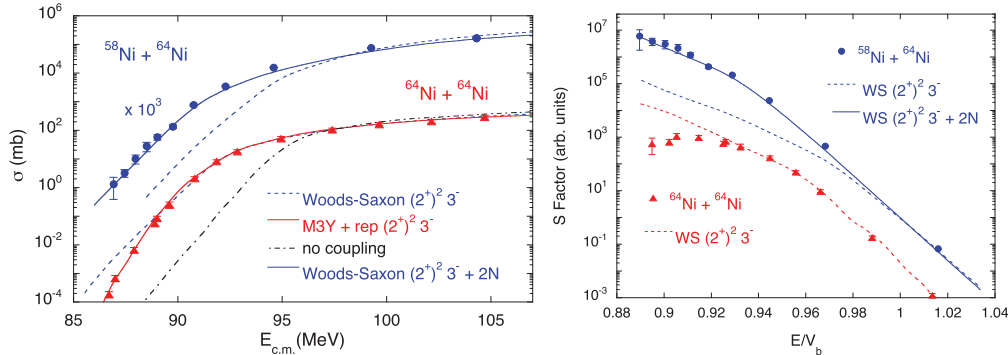 10^6
10^4
10^2
10^0
10^-2
10^-4
σ (mb)
^58Ni + ^64Ni
x 10^3
^64Ni + ^64Ni
Woods-Saxon (2^+)^2 3^-
M3Y + rep (2^+)^2 3^-
no coupling
Woods-Saxon (2^+)^2 3^- + 2N
85 90 95 100 105
E_c.m. (MeV)
10^9
10^7
10^5
10^3
10^1
10^-1
10^-3
S Factor (arb. units)
^58Ni + ^64Ni
WS (2^+)^2 3^-
WS (2^+)^2 3^- + 2N
^64Ni + ^64Ni
WS (2^+)^2 3^-
0.88 0.9 0.92 0.94 0.96 0.98 1 1.02 1.04
E/V_b